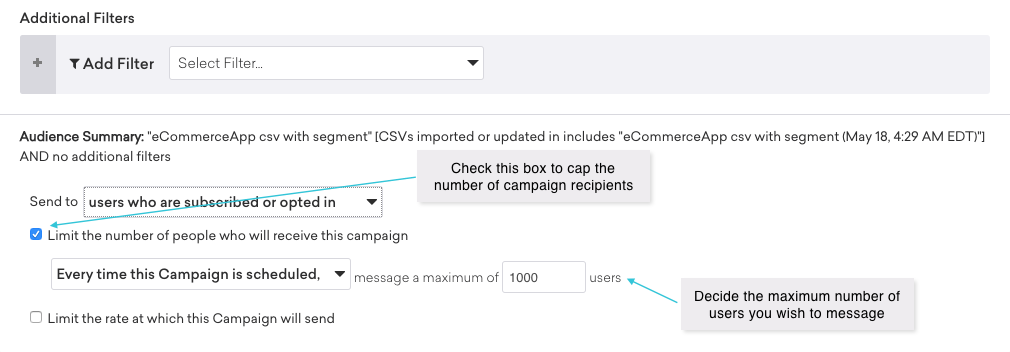 Additional Filters
+ Add Filter Select Filter...
Audience Summary: "eCommerceApp csv with segment" [CSVs imported or updated in includes "eCommerceApp csv with segment (May 18, 4:29 AM EDT)"]
AND no additional filters
Check this box to cap the
number of campaign recipients
Send to users who are subscribed or opted in
Limit the number of people who will receive this campaign
Every time this Campaign is scheduled, message a maximum of 1000 users
Decide the maximum number of
users you wish to message
Limit the rate at which this Campaign will send